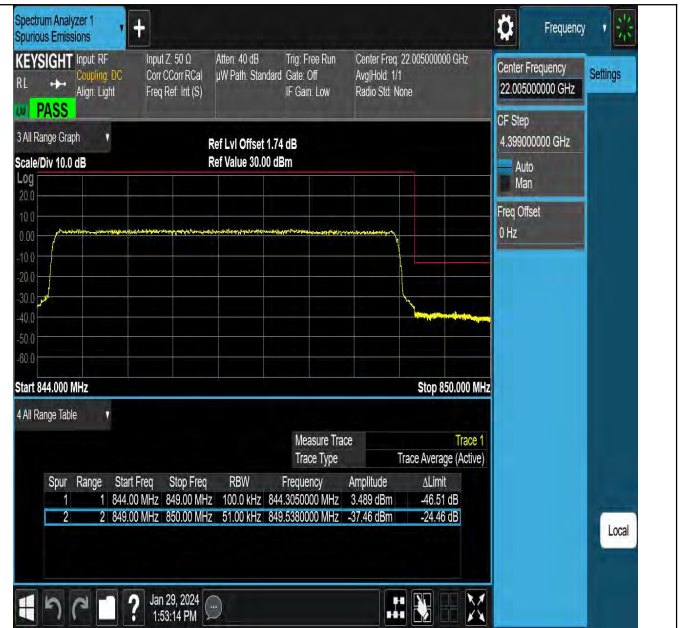 Spectrum Analyzer 1
Spurious Emissions
Frequency
KEYSIGHT Input: RF Input Z: 50 Ω Atten: 40 dB Trig: Free Run Center Freq: 22.005000000 GHz
RL Coupling: DC Corr CCorr RCal µW Path: Standard Gate: Off Avg|Hold: 1/1
Align: Light Freq Ref: Int (S) IF Gain: Low Radio Std: None
PASS
Center Frequency
22.005000000 GHz
Settings
CF Step
4.399000000 GHz
Auto
Man
Freq Offset
0 Hz
3 All Range Graph
Ref Lvl Offset 1.74 dB
Scale/Div 10.0 dB Ref Value 30.00 dBm
Log
20.0
10.0
0.00
-10.0
-20.0
-30.0
-40.0
-50.0
-60.0
Start 844.000 MHz Stop 850.000 MHz
4 All Range Table
Measure Trace Trace 1
Trace Type Trace Average (Active)
Spur Range Start Freq Stop Freq RBW Frequency Amplitude ΔLimit
1 1 844.00 MHz 849.00 MHz 100.0 kHz 844.3050000 MHz 3.489 dBm -46.51 dB
2 2 849.00 MHz 850.00 MHz 51.00 kHz 849.5380000 MHz -37.46 dBm -24.46 dB
Local
Jan 29, 2024
1:53:14 PM